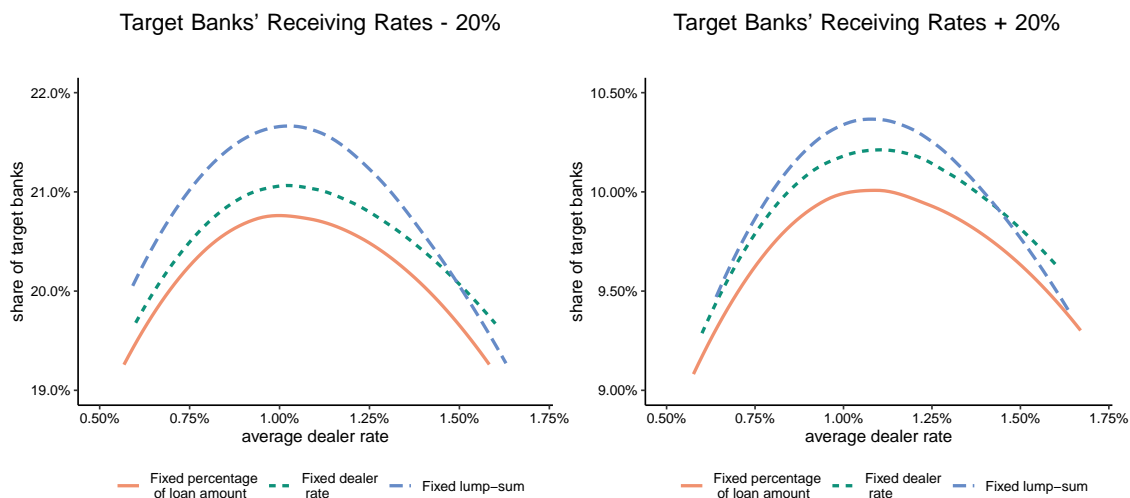 Target Banks' Receiving Rates - 20%
share of target banks
22.0%
21.0%
20.0%
19.0%
0.50% 0.75% 1.00% 1.25% 1.50% 1.75%
average dealer rate
Fixed percentage
of loan amount
Fixed dealer
rate
Fixed lump−sum
Target Banks' Receiving Rates + 20%
share of target banks
10.50%
10.00%
9.50%
9.00%
0.50% 0.75% 1.00% 1.25% 1.50% 1.75%
average dealer rate
Fixed percentage
of loan amount
Fixed dealer
rate
Fixed lump−sum